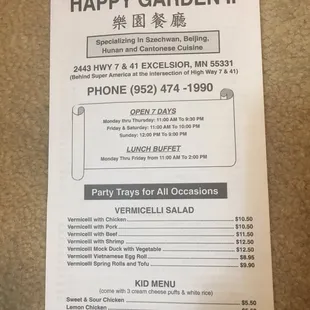 HAPPY GARDEN II
樂園餐廳
Specializing in Szechwan, Beijing,
Hunan and Cantonese Cuisine
2443 HWY 7 & 41 EXCELSIOR, MN 55331
(Behind Super America at the intersection of High Way 7 & 41)
PHONE (952) 474 -1990
OPEN 7 DAYS
Monday thru Thursday: 11:00 AM To 9:30 PM
Friday & Saturday: 11:00 AM To 10:00 PM
Sunday: 12:00 PM To 9:00 PM
LUNCH BUFFET
Monday Thru Friday from 11:00 AM to 2:00 PM
Party Trays for All Occasions
VERMICELLI SALAD
Vermicelli with Chicken $10.50
Vermicelli with Pork $10.50
Vermicelli with Beef $11.50
Vermicelli with Shrimp $12.50
Vermicelli Mock Duck with Vegetable $12.50
Vermicelli Vietnamese Egg Roll $8.95
Vermicelli Spring Rolls and Tofu $9.90
KID MENU
(come with 3 cream cheese puffs & white rice)
Sweet & Sour Chicken $5.50
Lemon Chicken